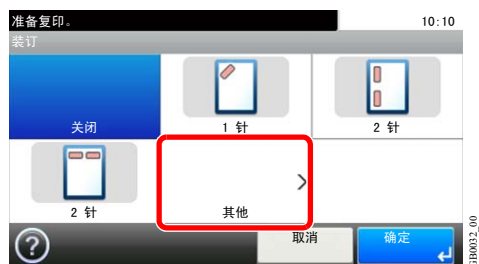 准备复印。 10:10
装订
关闭 1 针 2 针
2 针 其他
取消 确定
GB0032_00